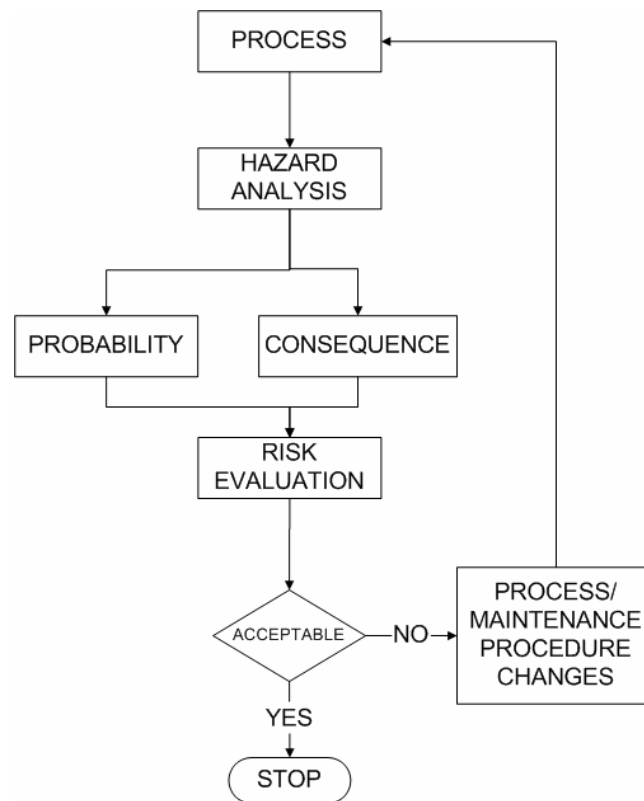 PROCESS
HAZARD
ANALYSIS
PROBABILITY
CONSEQUENCE
RISK
EVALUATION
ACCEPTABLE
NO
PROCESS/
MAINTENANCE
PROCEDURE
CHANGES
YES
STOP